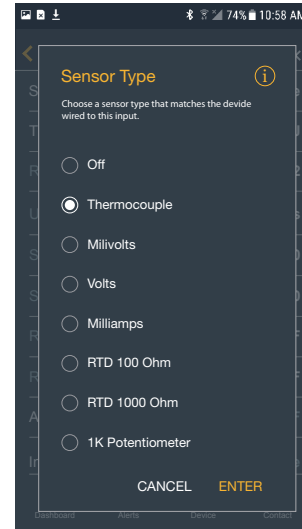 74% 10:58 AM
Sensor Type
Choose a sensor type that matches the devide
wired to this input.
Off
Thermocouple
Milivolts
Volts
Milliamps
RTD 100 Ohm
RTD 1000 Ohm
1K Potentiometer
CANCEL ENTER
Dashboard Alerts Device Contact